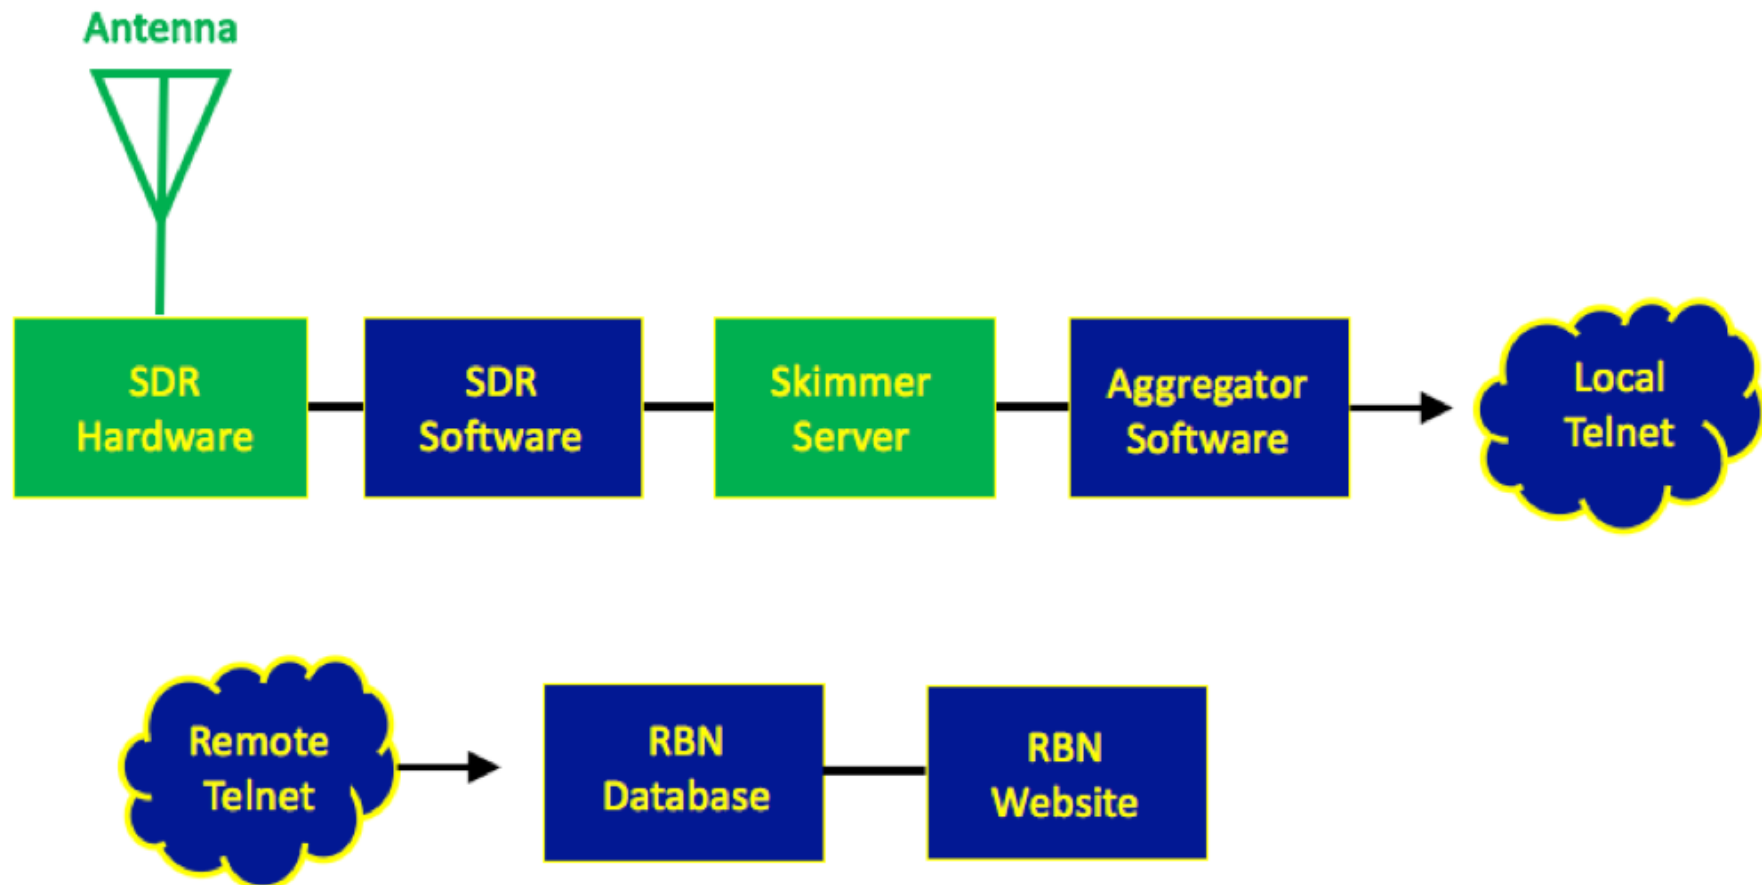 Antenna
SDR
Hardware
SDR
Software
Skimmer
Server
Aggregator
Software
Local
Telnet
Remote
Telnet
RBN
Database
RBN
Website